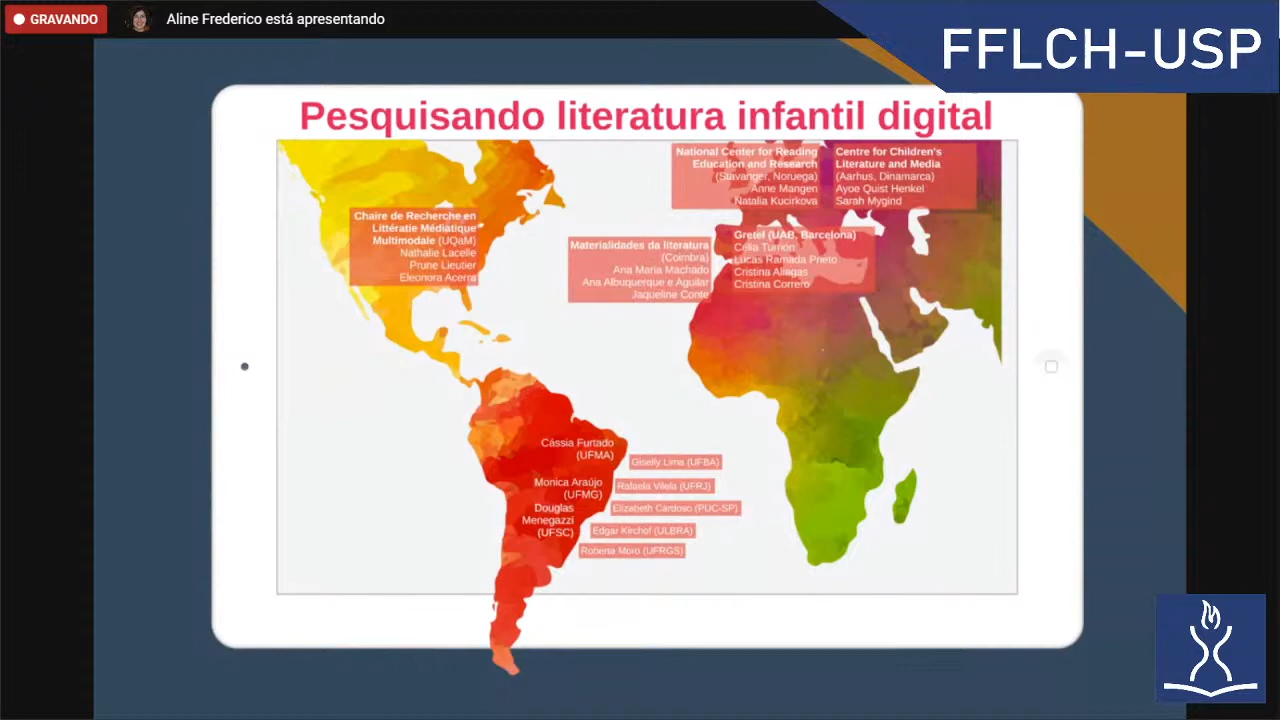 GRAVANDO
Aline Frederico está apresentando
FFLCH-USP
Pesquisando literatura infantil digital
National Center for Reading
Education and Research
(Stavanger, Noruega)
Anne Mangen
Natalia Kucirkova
Centre for Children's
Literature and Media
(Aarhus, Dinamarca)
Ayoe Quist Henkel
Sarah Mygind
Chaire de Recherche en
Littératie Médiatique
Multimodale (UQaM)
Nathalie Lacelle
Prune Lieutier
Eleonora Acerra
Materialidades da literatura
(Coimbra)
Ana Maria Machado
Ana Albuquerque e Aguilar
Jaqueline Conte
Gretel (UAB, Barcelona)
Celia Turrión
Lucas Ramada Prieto
Cristina Aliagas
Cristina Correro
Cássia Furtado
(UFMA)
Giselly Lima (UFBA)
Monica Araújo
(UFMG)
Rafaela Vilela (UFRJ)
Douglas
Menegazzi
(UFSC)
Elizabeth Cardoso (PUC-SP)
Edgar Kirchof (ULBRA)
Roberta Moro (UFRGS)